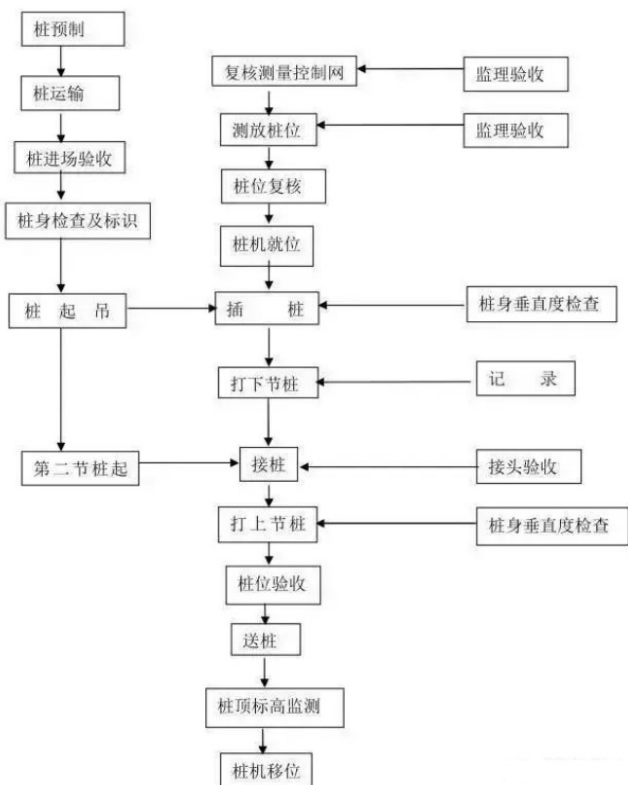 桩预制
复核测量控制网
监理验收
桩运输
测放桩位
监理验收
桩进场验收
桩位复核
桩身检查及标识
桩机就位
桩起吊
插桩
桩身垂直度检查
打下节桩
记录
第二节桩起
接桩
接头验收
打上节桩
桩身垂直度检查
桩位验收
送桩
桩顶标高监测
桩机移位